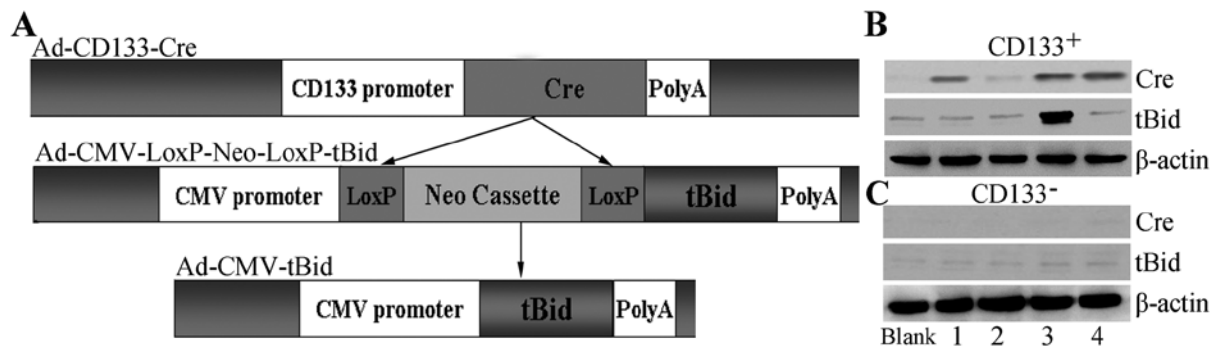 A
Ad-CD133-Cre
CD133 promoter Cre PolyA
Ad-CMV-LoxP-Neo-LoxP-tBid
CMV promoter LoxP Neo Cassette LoxP tBid PolyA
Ad-CMV-tBid
CMV promoter tBid PolyA
B
CD133+
Cre
tBid
β-actin
C
CD133-
Cre
tBid
β-actin
Blank 1 2 3 4